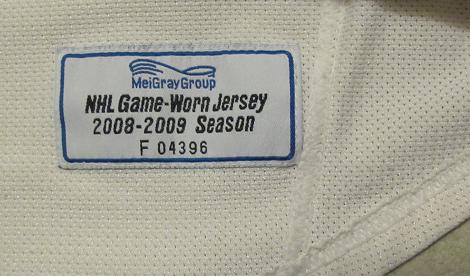 MeiGrayGroup
NHL Game-Worn Jersey
2008-2009 Season
F 04396